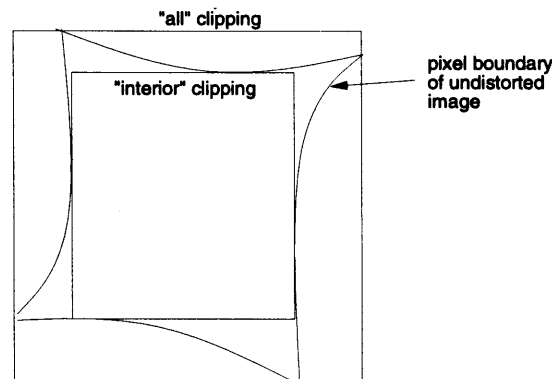 "all" clipping
"interior" clipping
pixel boundary
of undistorted
image